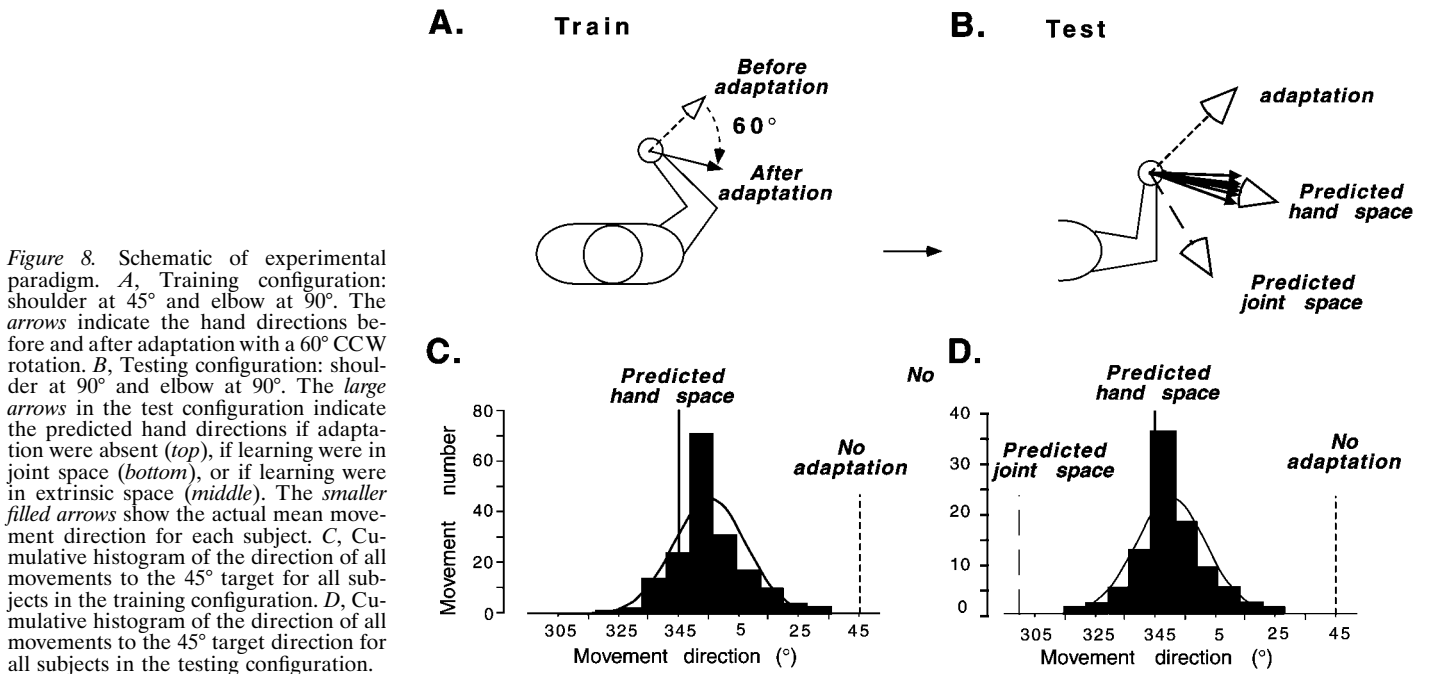 Figure 8. Schematic of experimental
paradigm. A, Training configuration:
shoulder at 45° and elbow at 90°. The
arrows indicate the hand directions be-
fore and after adaptation with a 60° CCW
rotation. B, Testing configuration: shoul-
der at 90° and elbow at 90°. The large
arrows in the test configuration indicate
the predicted hand directions if adapta-
tion were absent (top), if learning were in
joint space (bottom), or if learning were
in extrinsic space (middle). The smaller
filled arrows show the actual mean move-
ment direction for each subject. C, Cu-
mulative histogram of the direction of all
movements to the 45° target for all sub-
jects in the training configuration. D, Cu-
mulative histogram of the direction of all
movements to the 45° target direction for
all subjects in the testing configuration.
A.
Train
Before
adaptation
60°
After
adaptation
B.
Test
adaptation
Predicted
hand space
Predicted
joint space
C.
Predicted
hand space
No
No
adaptation
Movement number
80
60
40
20
0
305 325 345 5 25 45
Movement direction (°)
D.
Predicted
hand space
Predicted
joint space
No
adaptation
40
30
20
10
0
305 325 345 5 25 45
Movement direction (°)